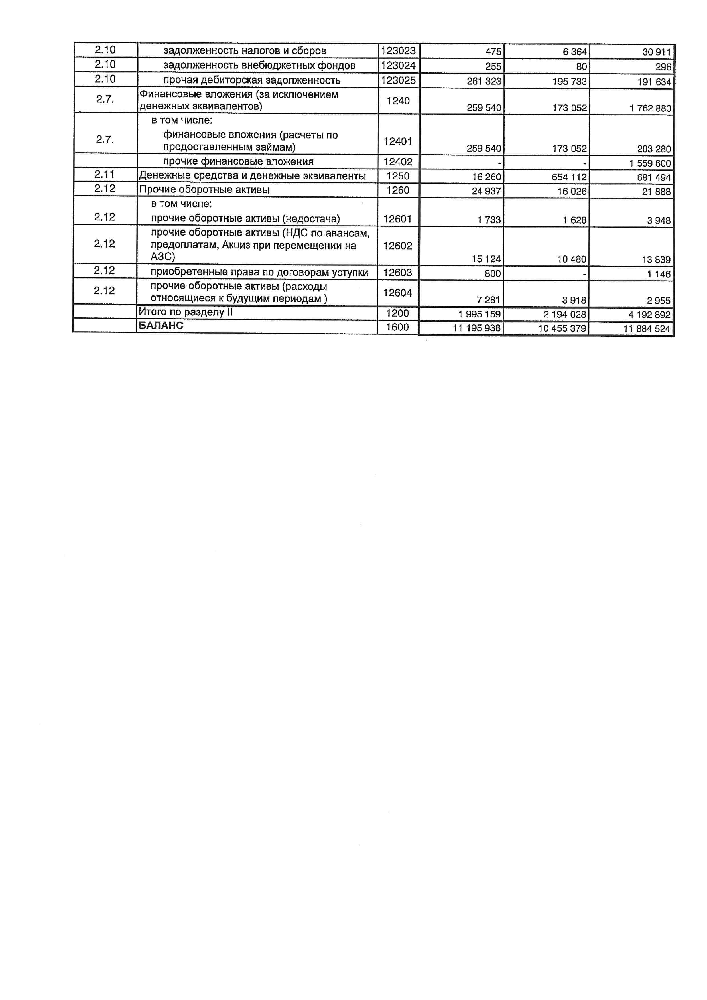 2.10 задолженность налогов и сборов 123023 475 6 364 30 911
2.10 задолженность внебюджетных фондов 123024 255 80 296
2.10 прочая дебиторская задолженность 123025 261 323 195 733 191 634
2.7. Финансовые вложения (за исключением
денежных эквивалентов) 1240 259 540 173 052 1 762 880
в том числе:
2.7. финансовые вложения (расчеты по
предоставленным займам) 12401 259 540 173 052 203 280
прочие финансовые вложения 12402 - - 1 559 600
2.11 Денежные средства и денежные эквиваленты 1250 16 260 654 112 681 494
2.12 Прочие оборотные активы 1260 24 937 16 026 21 888
в том числе:
2.12 прочие оборотные активы (недостача) 12601 1 733 1 628 3 948
прочие оборотные активы (НДС по авансам,
2.12 предоплатам, Акциз при перемещении на 12602
АЗС) 15 124 10 480 13 839
2.12 приобретенные права по договорам уступки 12603 800 - 1 146
2.12 прочие оборотные активы (расходы
относящиеся к будущим периодам ) 12604 7 281 3 918 2 955
Итого по разделу II 1200 1 995 159 2 194 028 4 192 892
БАЛАНС 1600 11 195 938 10 455 379 11 884 524